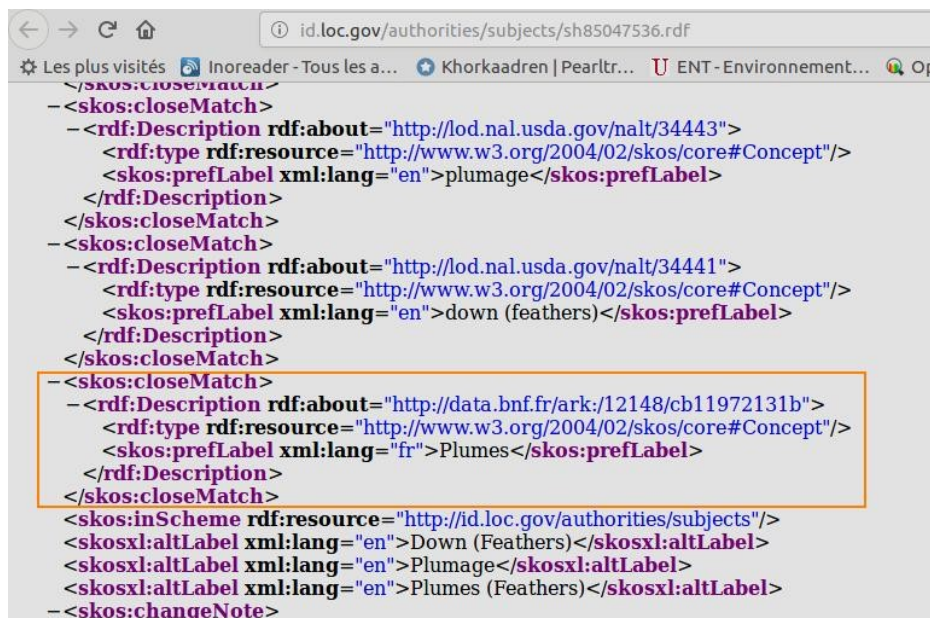 id.loc.gov/authorities/subjects/sh85047536.rdf
Les plus visités Inoreader - Tous les a... Khorkaadren | Pearltr... ENT - Environnement... Op
</skos:closeMatch>
−<skos:closeMatch>
−<rdf:Description rdf:about="http://lod.nal.usda.gov/nalt/34443">
<rdf:type rdf:resource="http://www.w3.org/2004/02/skos/core#Concept"/>
<skos:prefLabel xml:lang="en">plumage</skos:prefLabel>
</rdf:Description>
</skos:closeMatch>
−<skos:closeMatch>
−<rdf:Description rdf:about="http://lod.nal.usda.gov/nalt/34441">
<rdf:type rdf:resource="http://www.w3.org/2004/02/skos/core#Concept"/>
<skos:prefLabel xml:lang="en">down (feathers)</skos:prefLabel>
</rdf:Description>
</skos:closeMatch>
−<skos:closeMatch>
−<rdf:Description rdf:about="http://data.bnf.fr/ark:/12148/cb11972131b">
<rdf:type rdf:resource="http://www.w3.org/2004/02/skos/core#Concept"/>
<skos:prefLabel xml:lang="fr">Plumes</skos:prefLabel>
</rdf:Description>
</skos:closeMatch>
<skos:inScheme rdf:resource="http://id.loc.gov/authorities/subjects"/>
<skosxl:altLabel xml:lang="en">Down (Feathers)</skosxl:altLabel>
<skosxl:altLabel xml:lang="en">Plumage</skosxl:altLabel>
<skosxl:altLabel xml:lang="en">Plumes (Feathers)</skosxl:altLabel>
−<skos:changeNote>